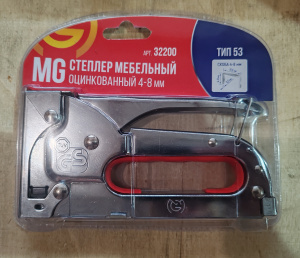 АРТ. 32200
ТИП 53
MG СТЕПЛЕР МЕБЕЛЬНЫЙ
ОЦИНКОВАННЫЙ 4-8 мм